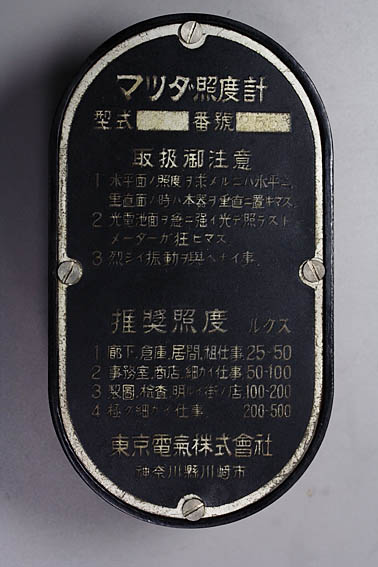 マツダ照度計
型式 番號
取扱御注意
1 水平面ノ照度ヲ求メルニハ水平ニ、
垂直面ノ時ハ本器ヲ垂直ニ置キマス
2 光電池面ヲ急ニ強イ光デ照ラスト
メーターガ狂ヒマス
3 烈シイ振動ヲ與ヘナイ事
推奬照度 ルクス
1 廊下、倉庫、居間、粗仕事 25-50
2 事務室、商店、細カイ仕事 50-100
3 製圖、檢査、明ルイ街ノ店 100-200
4 極ク細カイ仕事 200-500
東京電氣株式會社
神奈川縣川崎市